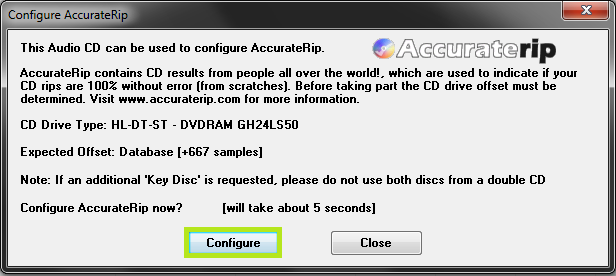 Configure AccurateRip
This Audio CD can be used to configure AccurateRip.
Accuraterip
AccurateRip contains CD results from people all over the world!, which are used to indicate if your
CD rips are 100% without error (from scratches). Before taking part the CD drive offset must be
determined. Visit www.accuraterip.com for more information.
CD Drive Type: HL-DT-ST - DVDRAM GH24LS50
Expected Offset: Database [+667 samples]
Note: If an additional 'Key Disc' is requested, please do not use both discs from a double CD
Configure AccurateRip now? [will take about 5 seconds]
Configure Close